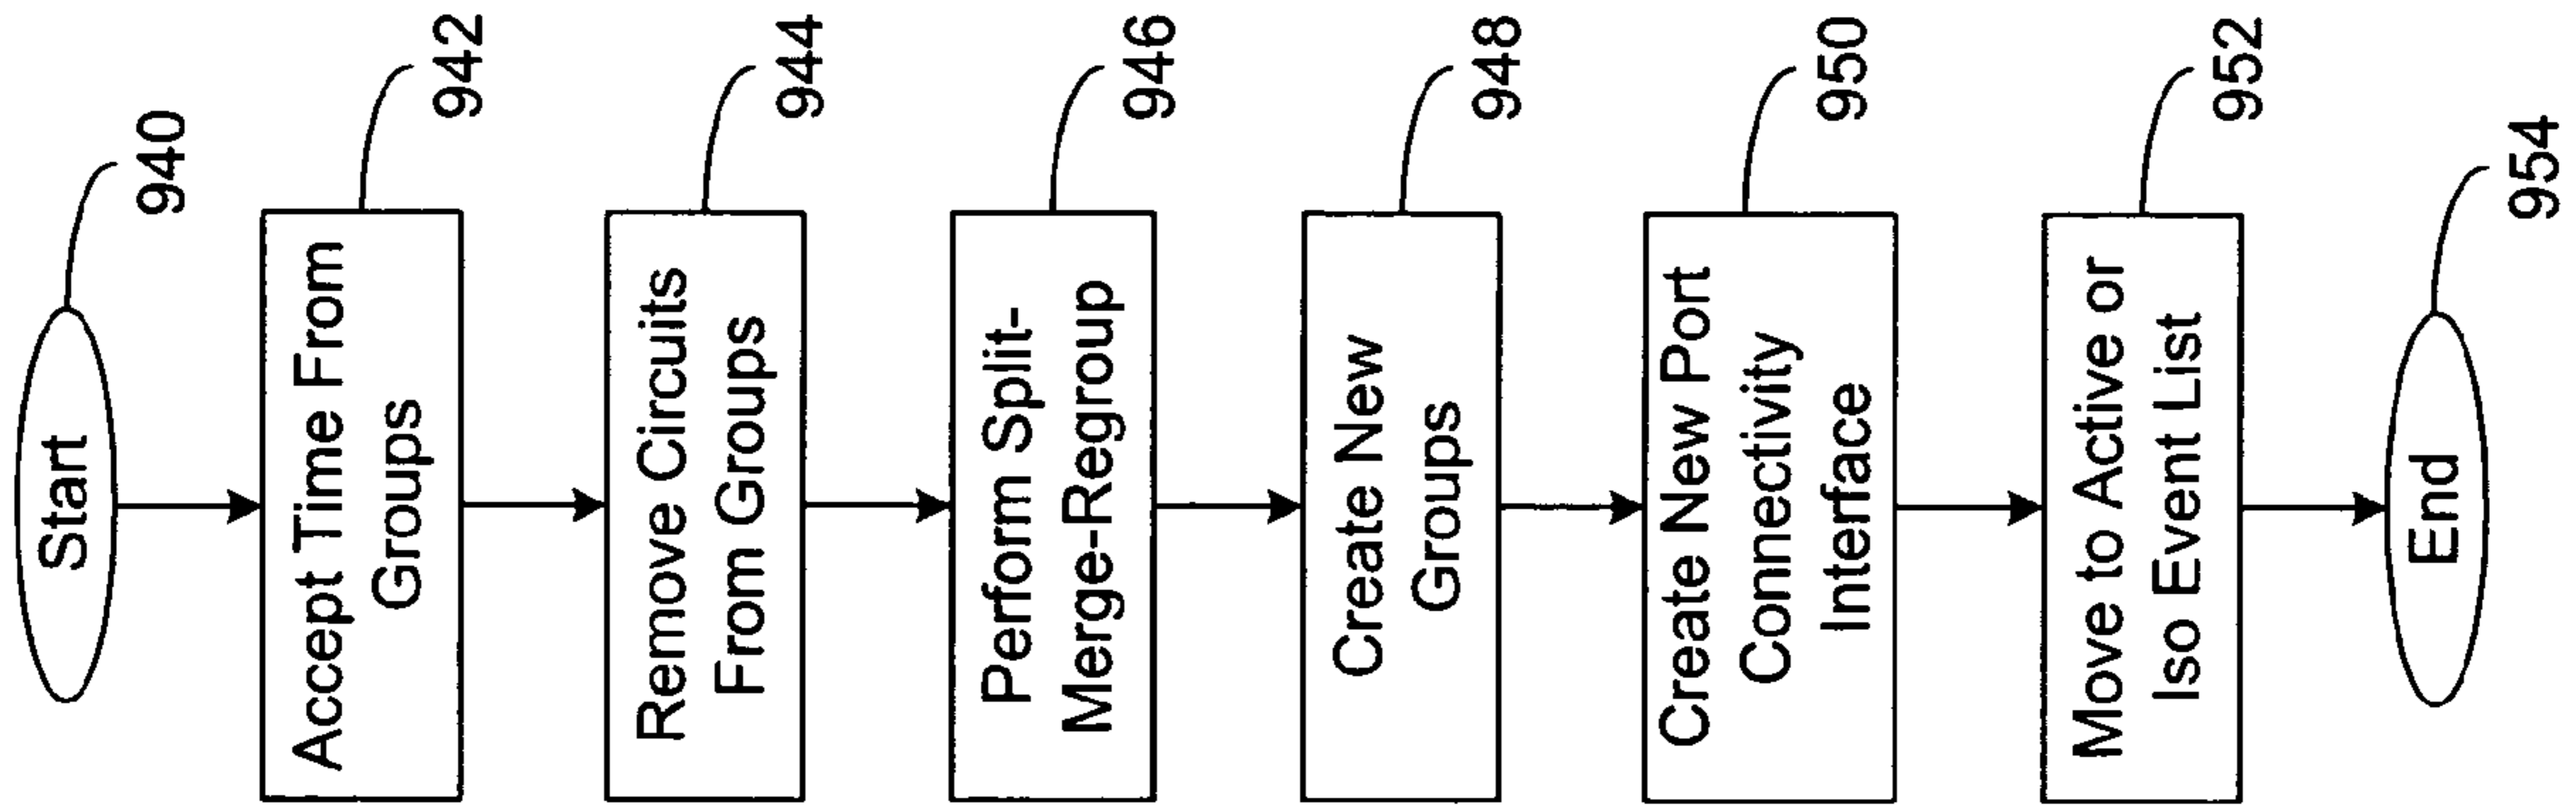 Start
940
Accept Time From
Groups
942
Remove Circuits
From Groups
944
Perform Split-
Merge-Regroup
946
Create New
Groups
948
Create New Port
Connectivity
Interface
950
Move to Active or
Iso Event List
952
End
954